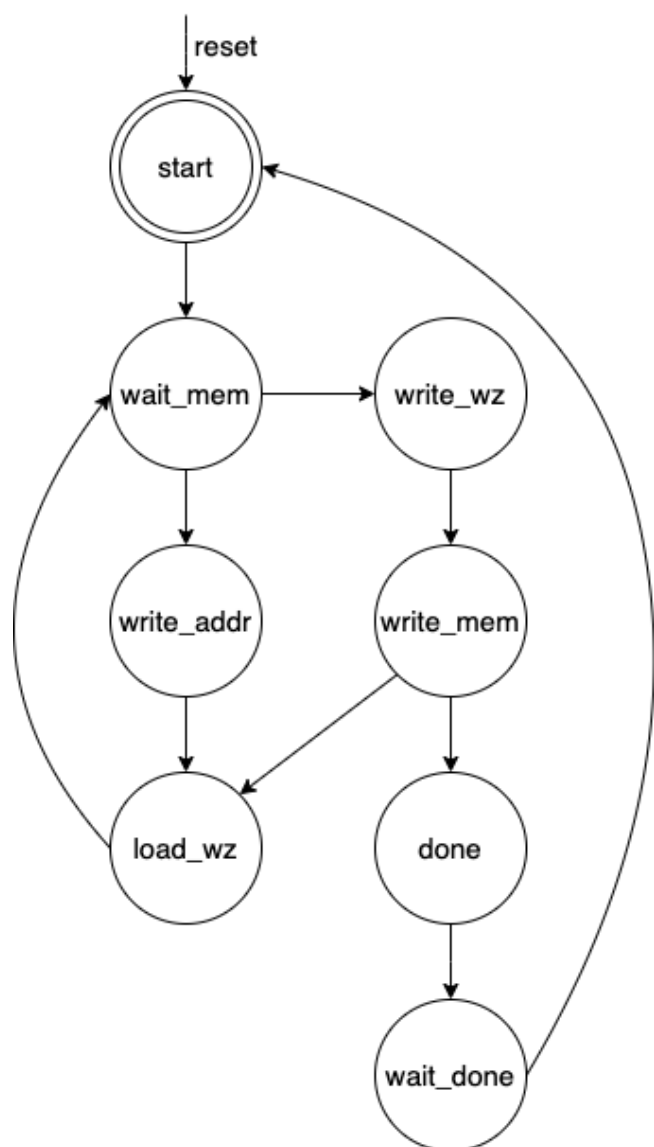 reset
start
wait_mem
write_wz
write_addr
write_mem
load_wz
done
wait_done